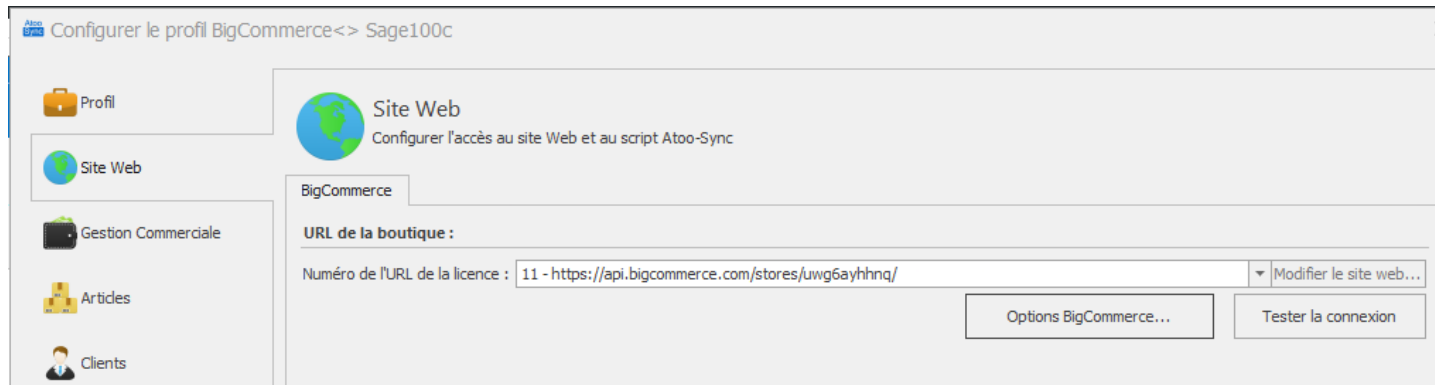 Atoo
Sync
Configurer le profil BigCommerce<> Sage100c
Profil
Site Web
Gestion Commerciale
Articles
Clients
Site Web
Configurer l'accès au site Web et au script Atoo-Sync
BigCommerce
URL de la boutique :
Numéro de l'URL de la licence : 11 - https://api.bigcommerce.com/stores/uwg6ayhhnq/ Modifier le site web...
Options BigCommerce... Tester la connexion